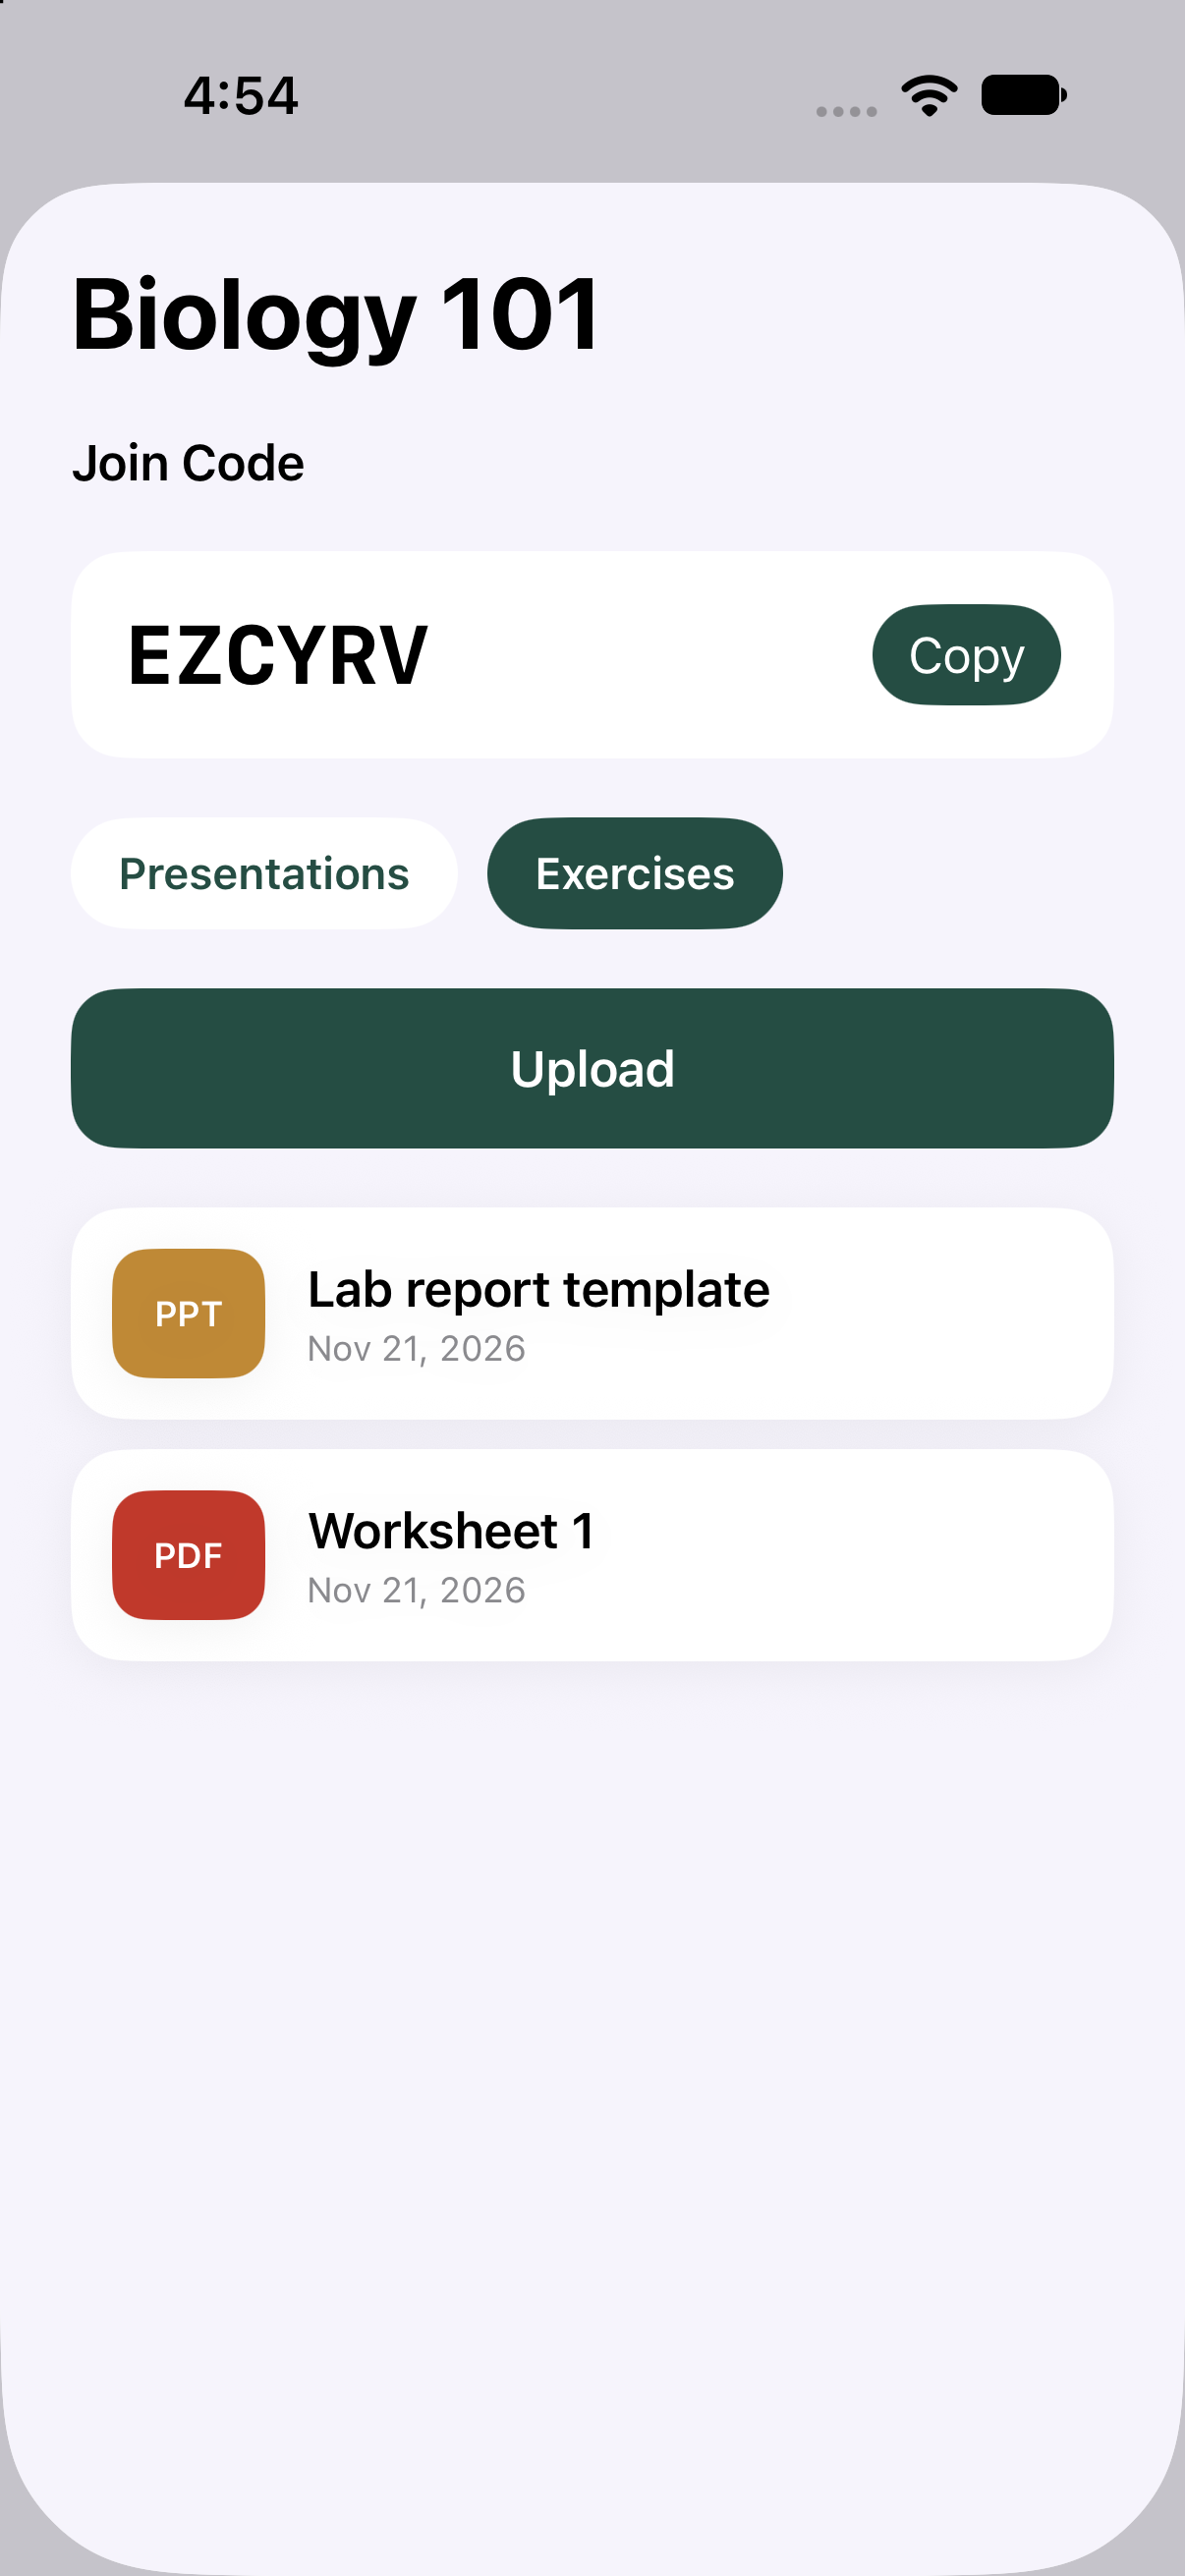 4:54
Biology 101
Join Code
EZCYRV
Copy
Presentations
Exercises
Upload
PPT
Lab report template
Nov 21, 2026
PDF
Worksheet 1
Nov 21, 2026